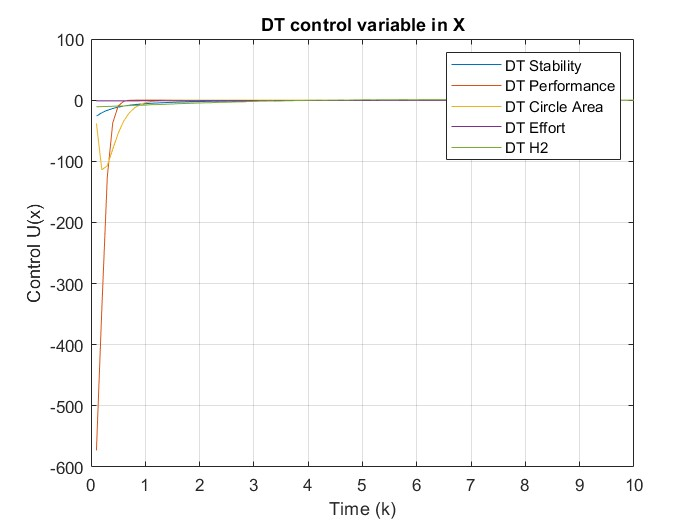 DT control variable in X
100
0
-100
-200
-300
-400
-500
-600
Control U(x)
DT Stability
DT Performance
DT Circle Area
DT Effort
DT H2
0 1 2 3 4 5 6 7 8 9 10
Time (k)